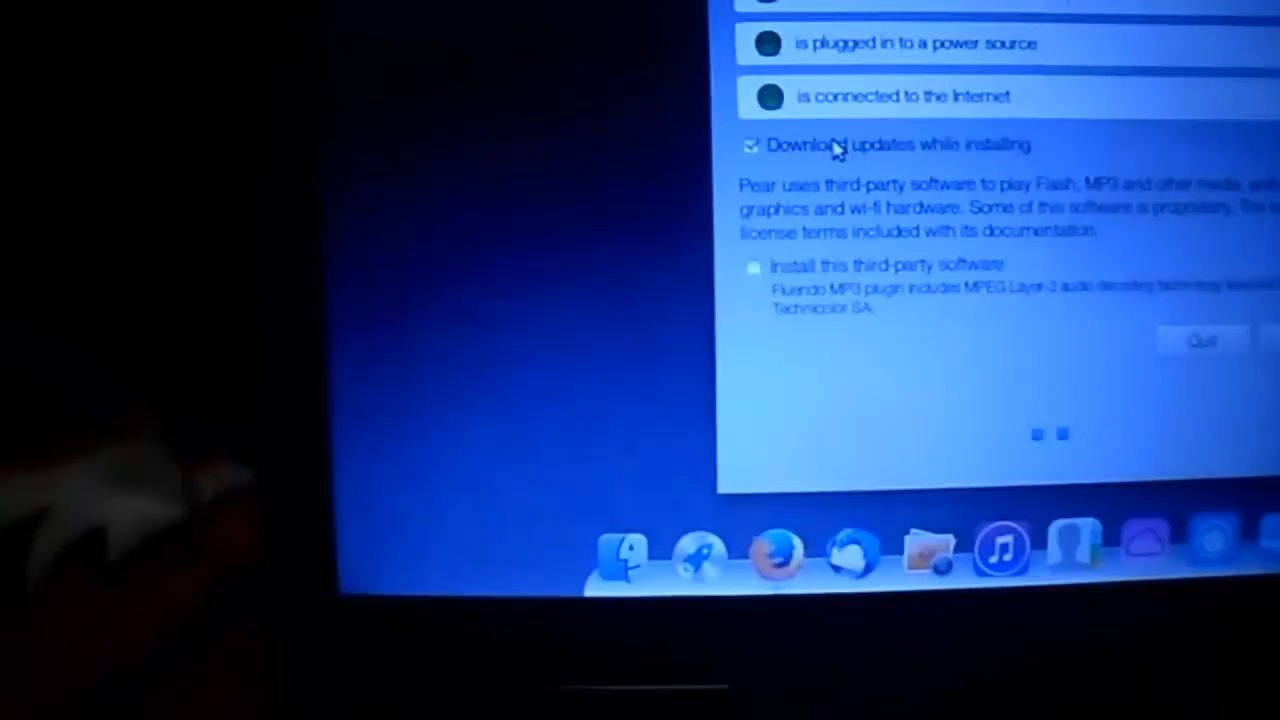 is plugged in to a power source
is connected to the Internet
Download updates while installing
Pear uses third-party software to play Flash, MP3 and other media, and
graphics and wi-fi hardware. Some of this software is proprietary. The
license terms included with its documentation.
Install this third-party software
Fluendo MP3 plugin includes MPEG Layer-3 audio decoding technology licensed
Technicolor SA.
Quit